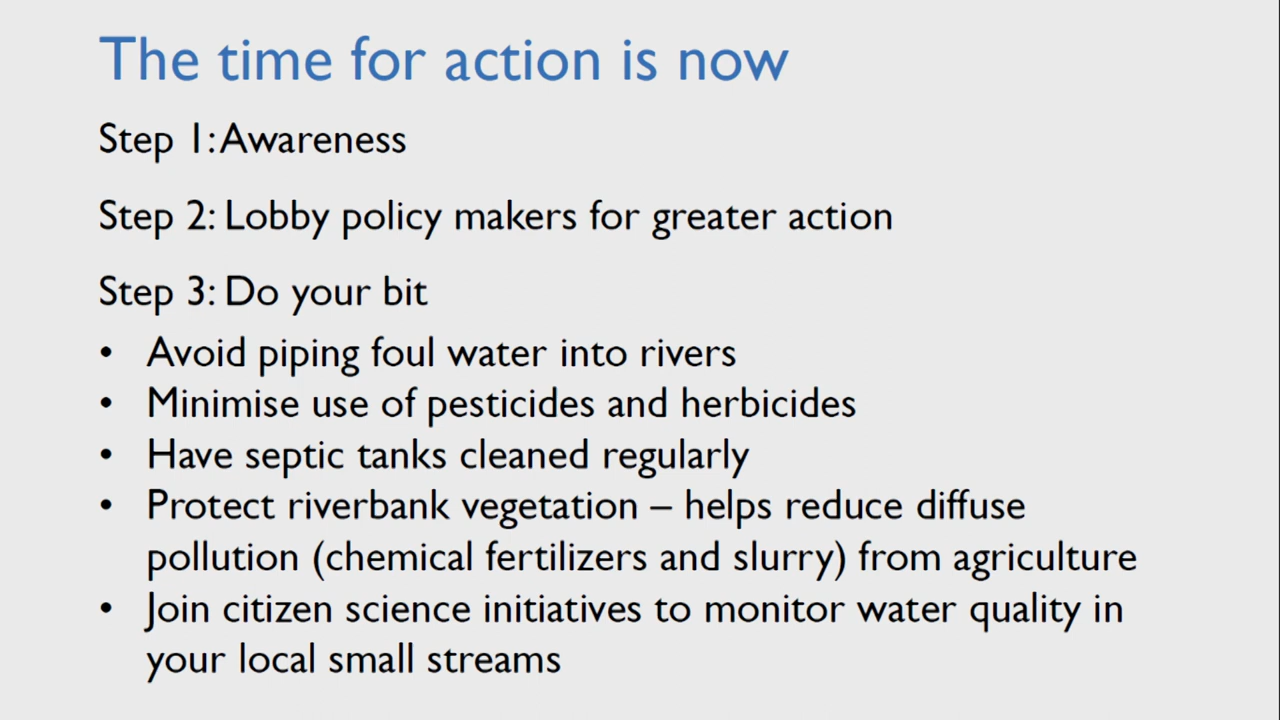 The time for action is now
Step 1: Awareness
Step 2: Lobby policy makers for greater action
Step 3: Do your bit
• Avoid piping foul water into rivers
• Minimise use of pesticides and herbicides
• Have septic tanks cleaned regularly
• Protect riverbank vegetation – helps reduce diffuse
pollution (chemical fertilizers and slurry) from agriculture
• Join citizen science initiatives to monitor water quality in
your local small streams